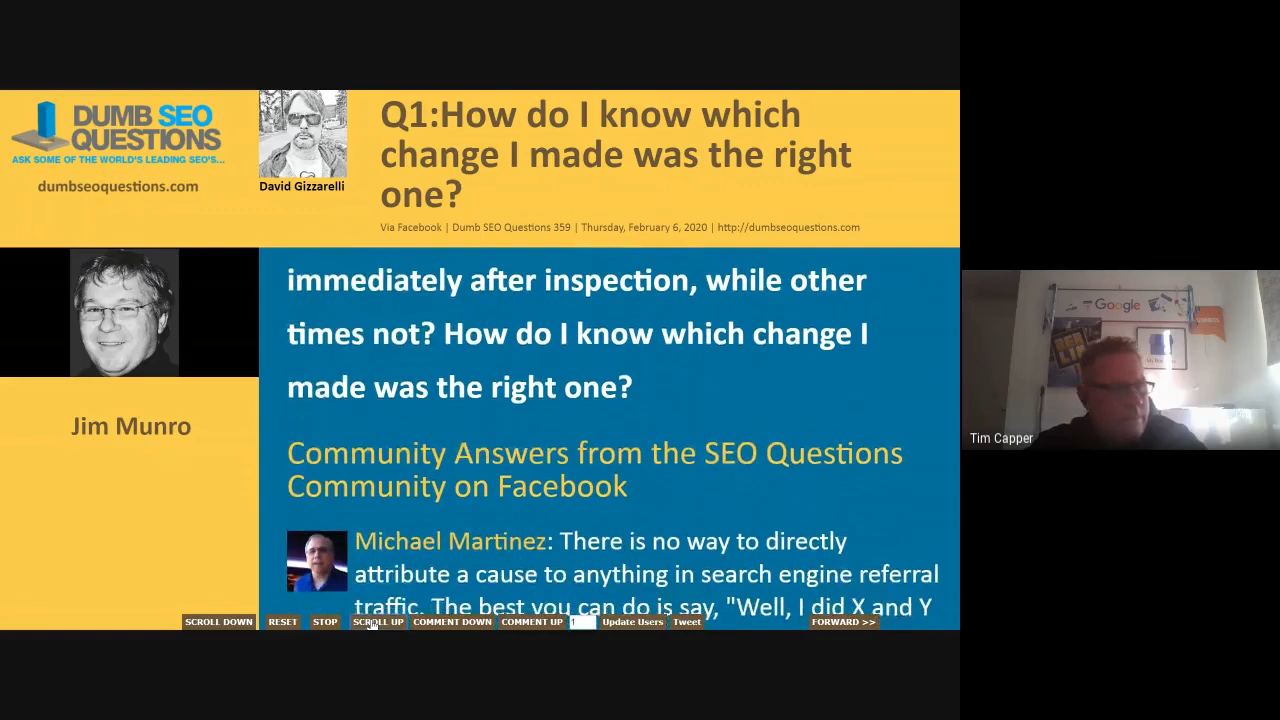 DUMB SEO
QUESTIONS
ASK SOME OF THE WORLD'S LEADING SEO'S...
dumbseoquestions.com
David Gizzarelli
Q1:How do I know which
change I made was the right
one?
Via Facebook | Dumb SEO Questions 359 | Thursday, February 6, 2020 | http://dumbseoquestions.com
Jim Munro
immediately after inspection, while other
times not? How do I know which change I
made was the right one?
Community Answers from the SEO Questions
Community on Facebook
Michael Martinez: There is no way to directly
attribute a cause to anything in search engine referral
traffic. The best you can do is say, "Well, I did X and Y
SCROLL DOWN RESET STOP SCROLL UP COMMENT DOWN COMMENT UP 1 Update Users Tweet FORWARD >>
Google
Tim Capper